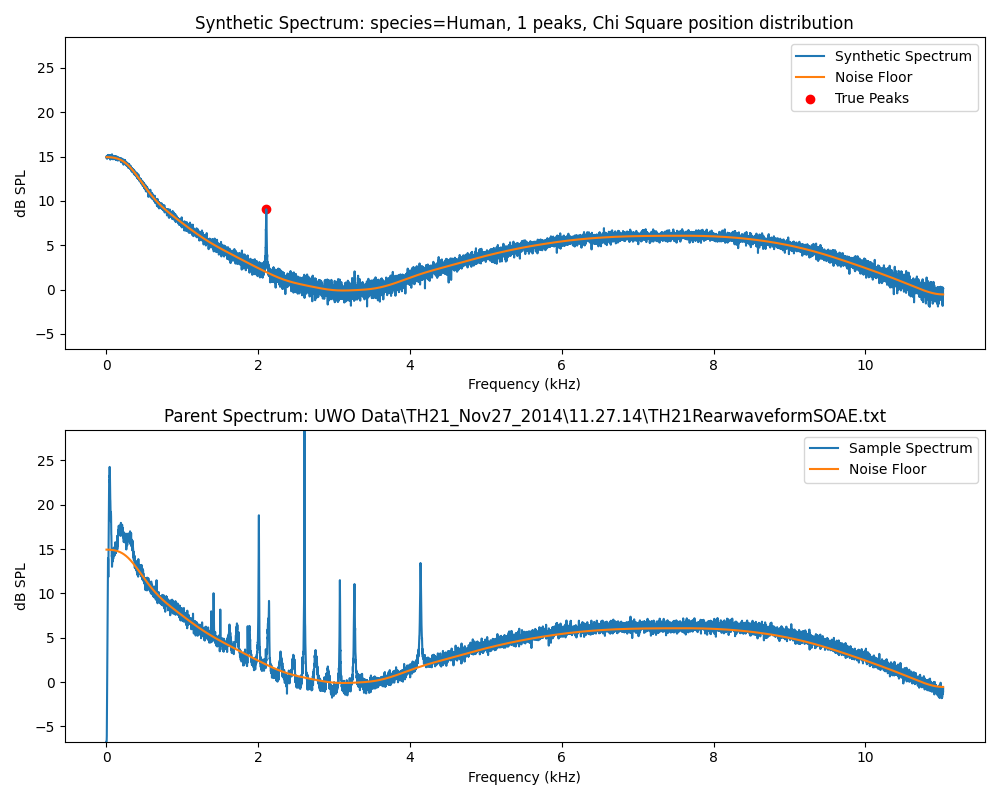 Synthetic Spectrum: species=Human, 1 peaks, Chi Square position distribution
25
20
15
10
5
0
−5
dB SPL
Synthetic Spectrum
Noise Floor
True Peaks
0 2 4 6 8 10
Frequency (kHz)
Parent Spectrum: UWO Data\TH21_Nov27_2014\11.27.14\TH21RearwaveformSOAE.txt
25
20
15
10
5
0
−5
dB SPL
Sample Spectrum
Noise Floor
0 2 4 6 8 10
Frequency (kHz)